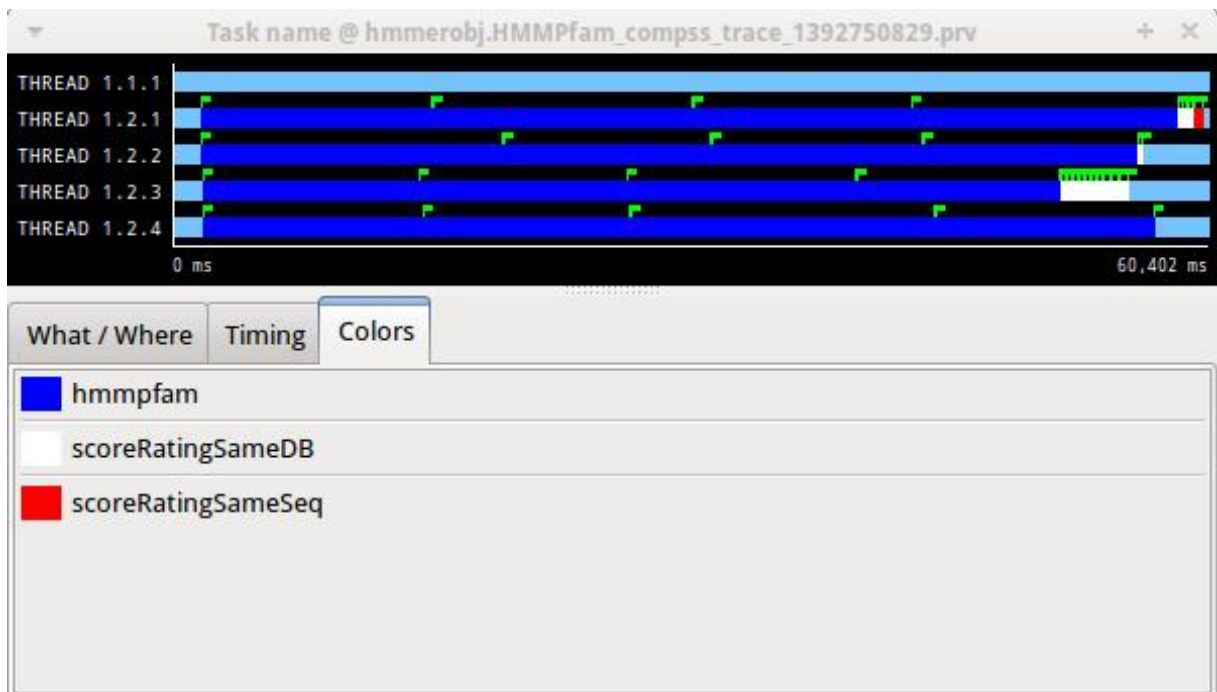 Task name @ hmmerobj.HMMPfam_compss_trace_1392750829.prv
THREAD 1.1.1
THREAD 1.2.1
THREAD 1.2.2
THREAD 1.2.3
THREAD 1.2.4
0 ms 60,402 ms
What / Where Timing Colors
hmmpfam
scoreRatingSameDB
scoreRatingSameSeq